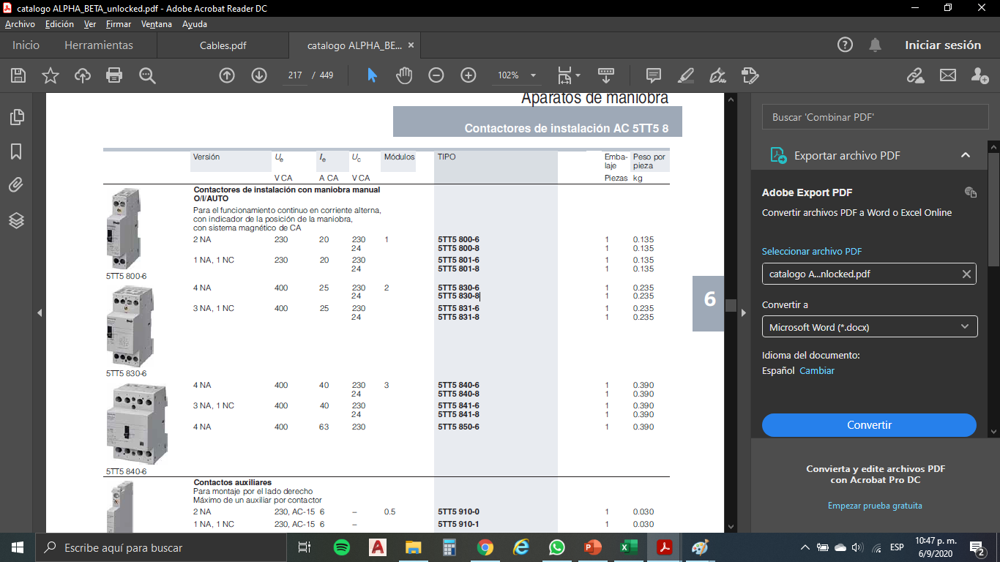 catalogo ALPHA_BETA_unlocked.pdf - Adobe Acrobat Reader DC
Archivo Edición Ver Firmar Ventana Ayuda
Inicio Herramientas Cables.pdf catalogo ALPHA_BE... × Iniciar sesión
217 / 449 102%
Aparatos de maniobra
Contactores de instalación AC 5TT5 8
Versión Ue Ie Uc Módulos TIPO Emba- Peso por
laje pieza
V CA A CA V CA Piezas kg
Contactores de instalación con maniobra manual
O/I/AUTO
Para el funcionamiento continuo en corriente alterna,
con indicador de la posición de la maniobra,
con sistema magnético de CA
2 NA 230 20 230 1 5TT5 800-6 1 0.135
24 5TT5 800-8 1 0.135
1 NA, 1 NC 230 20 230 5TT5 801-6 1 0.135
24 5TT5 801-8 1 0.135
5TT5 800-6
4 NA 400 25 230 2 5TT5 830-6 1 0.235
24 5TT5 830-8 1 0.235
3 NA, 1 NC 400 25 230 5TT5 831-6 1 0.235
24 5TT5 831-8 1 0.235
5TT5 830-6
4 NA 400 40 230 3 5TT5 840-6 1 0.390
24 5TT5 840-8 1 0.390
3 NA, 1 NC 400 40 230 5TT5 841-6 1 0.390
24 5TT5 841-8 1 0.390
4 NA 400 63 230 5TT5 850-6 1 0.390
5TT5 840-6
Contactos auxiliares
Para montaje por el lado derecho
Máximo de un auxiliar por contactor
2 NA 230, AC-15 6 – 0.5 5TT5 910-0 1 0.030
1 NA, 1 NC 230, AC-15 6 – 5TT5 910-1 1 0.030
6
Buscar 'Combinar PDF'
Exportar archivo PDF
Adobe Export PDF
Convertir archivos PDF a Word o Excel Online
Seleccionar archivo PDF
catalogo A...nlocked.pdf
Convertir a
Microsoft Word (*.docx)
Idioma del documento:
Español Cambiar
Convertir
Convierta y edite archivos PDF
con Acrobat Pro DC
Empezar prueba gratuita
Escribe aquí para buscar
ESP
10:47 p. m.
6/9/2020
2